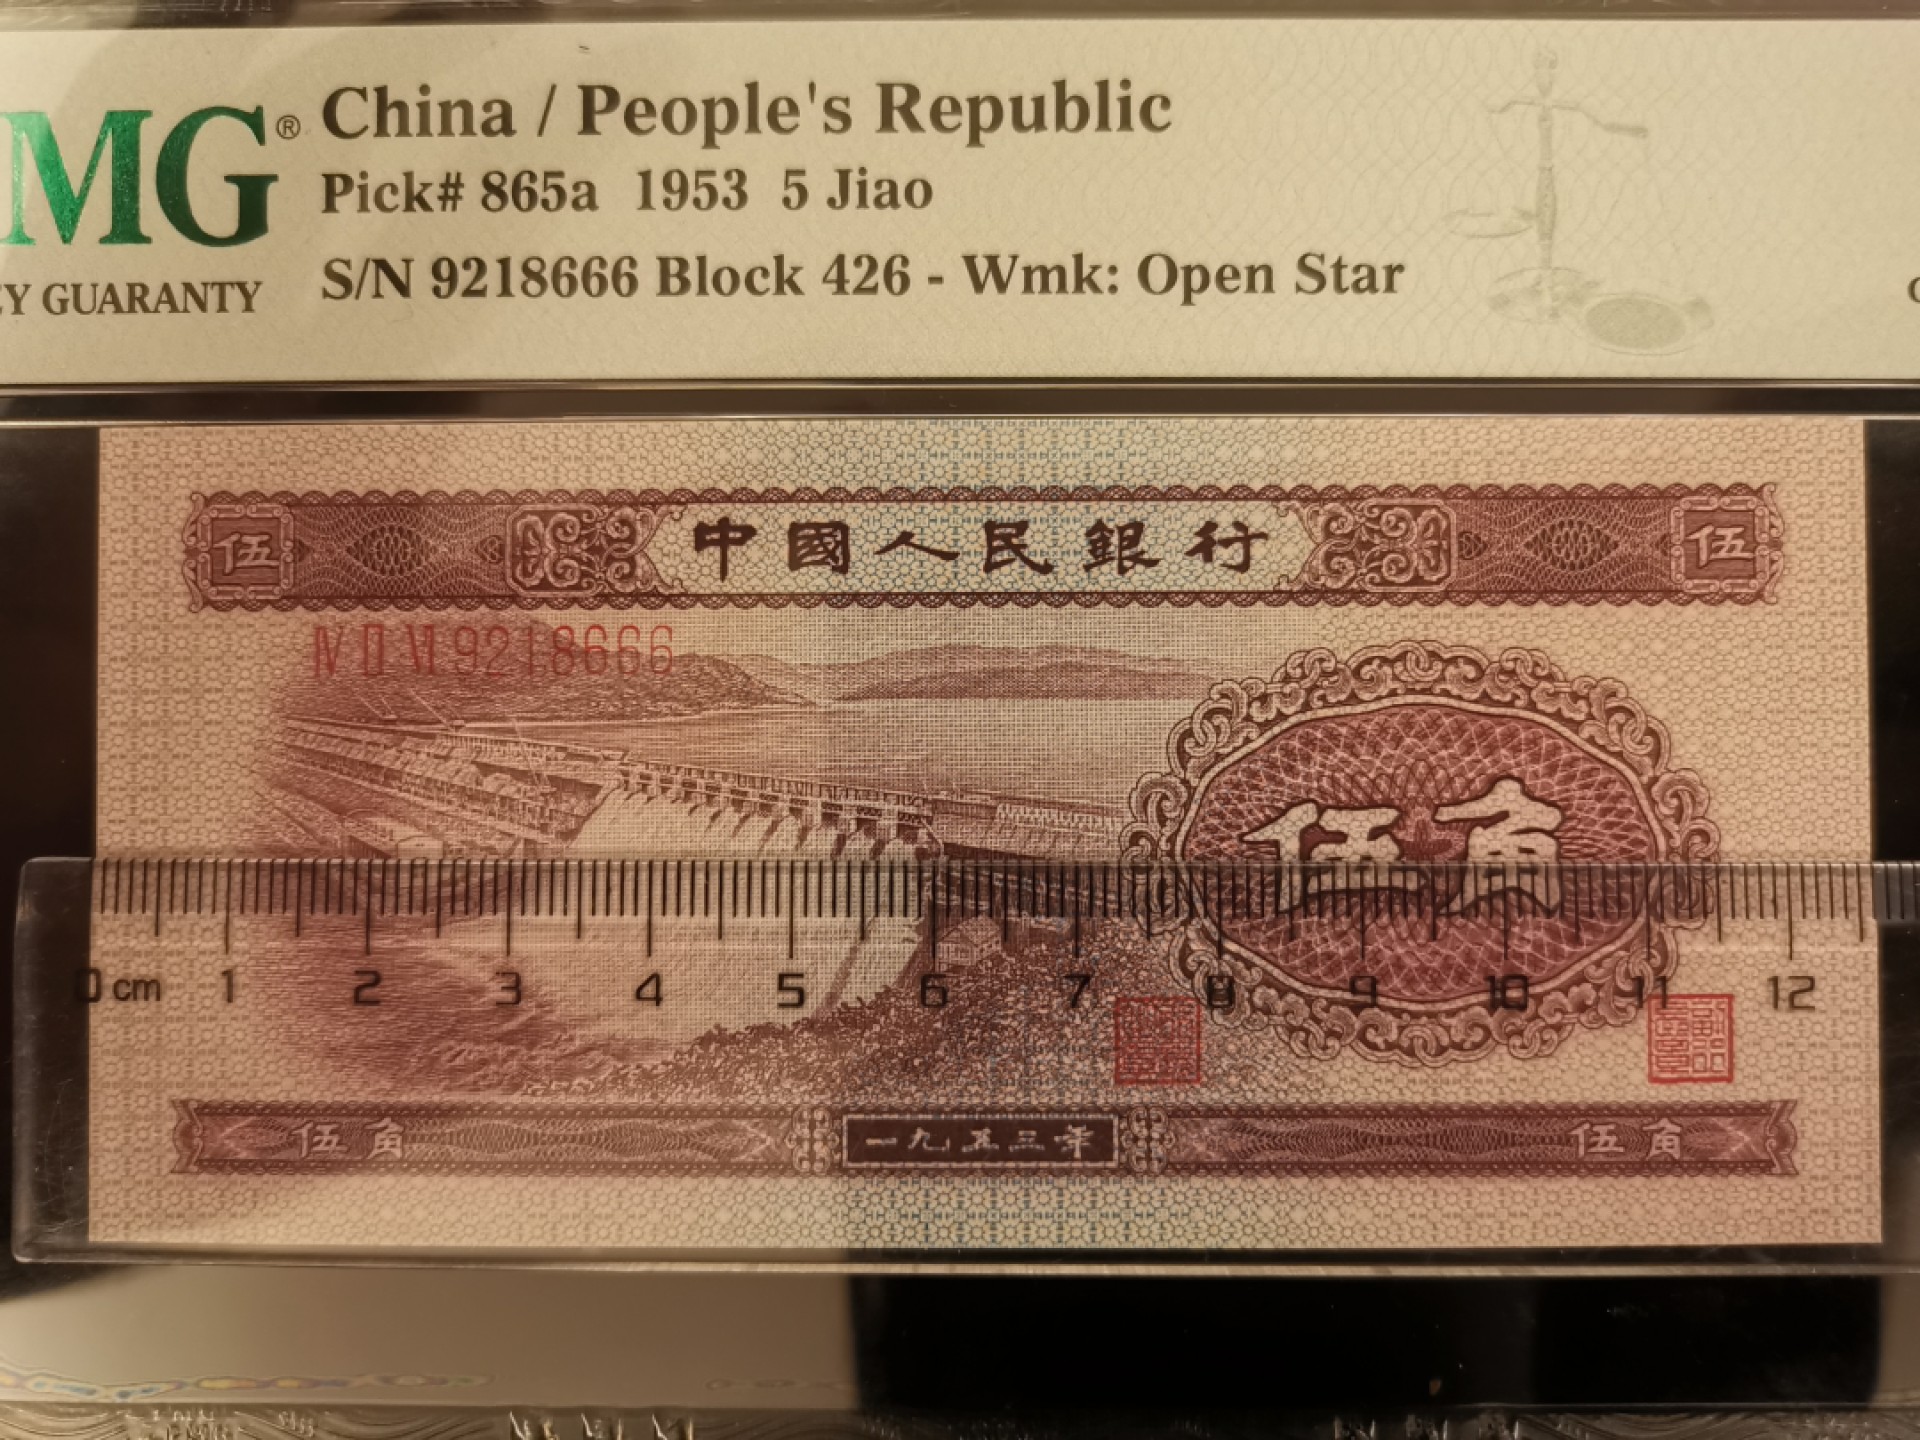 MG® China / People's Republic
Pick# 865a 1953 5 Jiao
EY GUARANTY S/N 9218666 Block 426 - Wmk: Open Star
伍 中國人民銀行 伍
IV II VI 9218666
伍角
0 cm 1 2 3 4 5 6 7 8 9 10 11 12
伍角 一九五三年 伍角